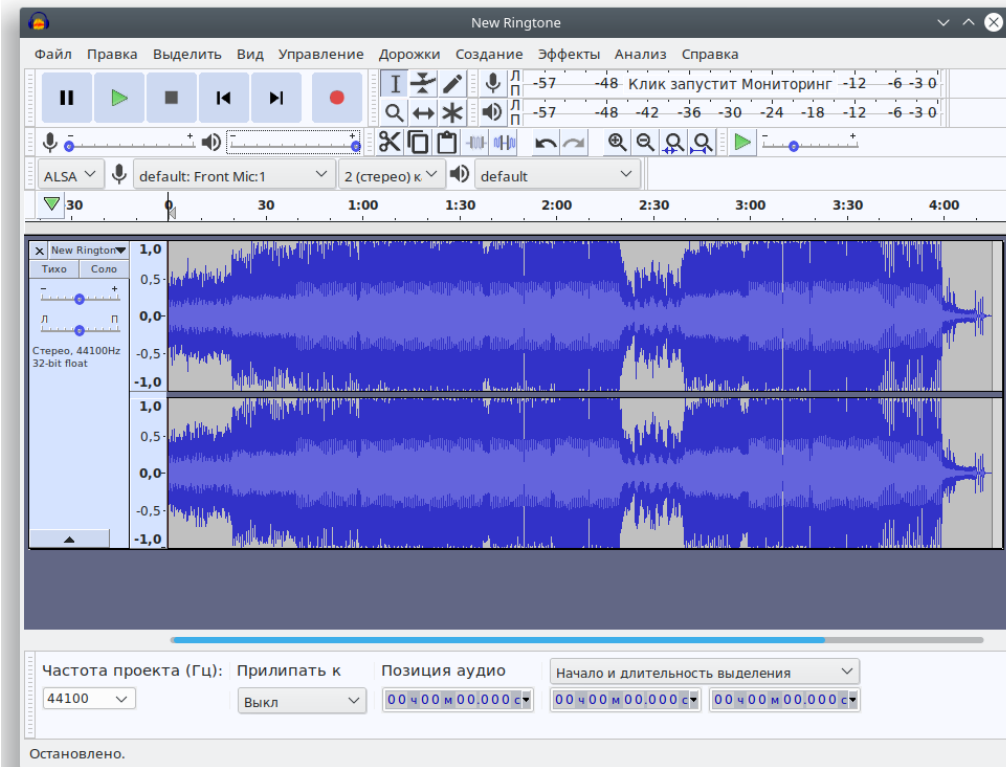 New Ringtone
Файл Правка Выделить Вид Управление Дорожки Создание Эффекты Анализ Справка
Л П -57 -48 Клик запустит Мониторинг -12 -6 -3 0
Л П -57 -48 -42 -36 -30 -24 -18 -12 -6 -3 0
- + - + - +
ALSA default: Front Mic:1 2 (стерео) к default
30 0 30 1:00 1:30 2:00 2:30 3:00 3:30 4:00
x New Rington 1,0
Тихо Соло 0,5
- +
Л П 0,0
Стерео, 44100Hz -0,5
32-bit float
-1,0
1,0
0,5
0,0
-0,5
-1,0
Частота проекта (Гц): Прилипать к Позиция аудио Начало и длительность выделения
44100 Выкл 00 ч 00 м 00.000 с 00 ч 00 м 00.000 с 00 ч 00 м 00.000 с
Остановлено.